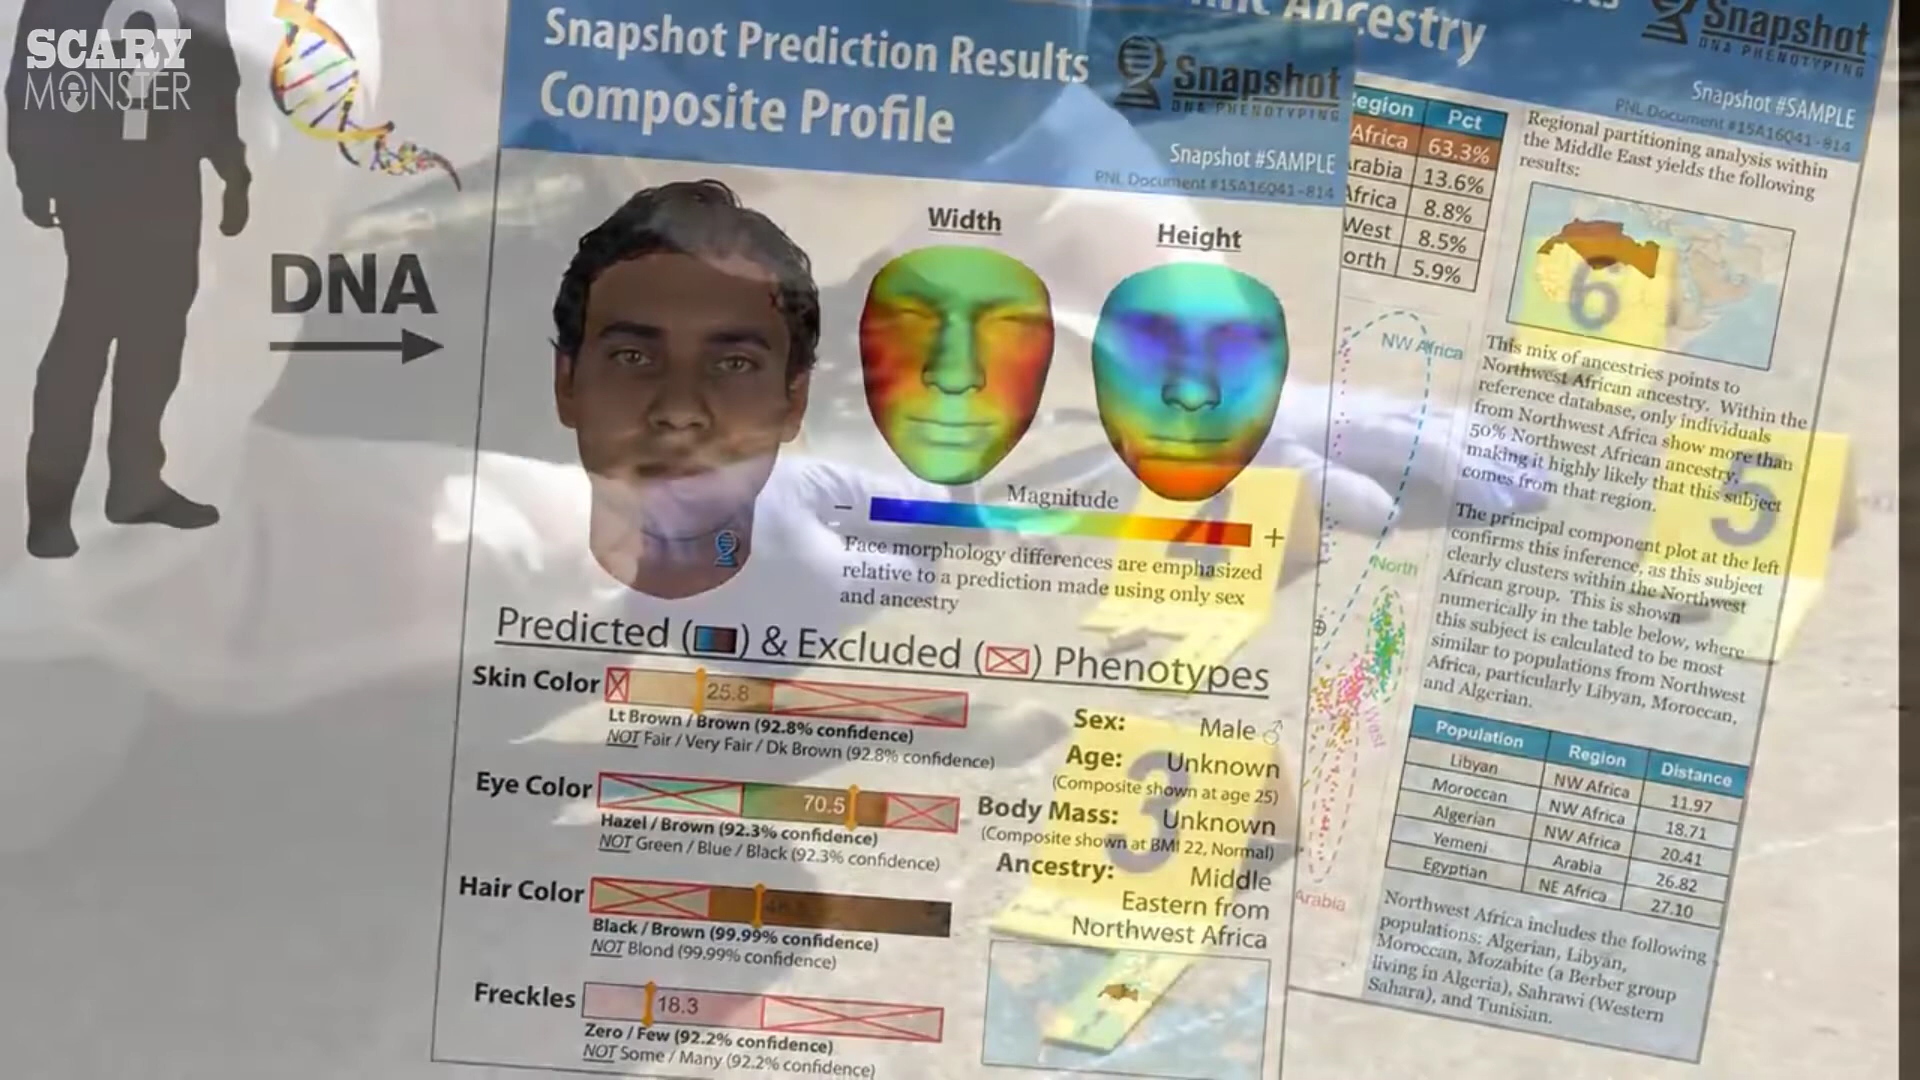 SCARY
MONSTER
?
DNA
Snapshot Prediction Results
Composite Profile
Snapshot
DNA PHENOTYPING
Snapshot #SAMPLE
PNL Document #15A16041-814
Width
Height
Magnitude
− +
Face morphology differences are emphasized
relative to a prediction made using only sex
and ancestry
Predicted ( ) & Excluded ( ) Phenotypes
Skin Color
25.8
Lt Brown / Brown (92.8% confidence)
NOT Fair / Very Fair / Dk Brown (92.8% confidence)
Eye Color
70.5
Hazel / Brown (92.3% confidence)
NOT Green / Blue / Black (92.3% confidence)
Hair Color
Black / Brown (99.99% confidence)
NOT Blond (99.99% confidence)
Freckles
18.3
Zero / Few (92.2% confidence)
NOT Some / Many (92.2% confidence)
Sex: Male ♂
Age: Unknown
(Composite shown at age 25)
Body Mass: Unknown
(Composite shown at BMI 22, Normal)
Ancestry: Middle
Eastern from
Northwest Africa
Ancestry
Snapshot
DNA PHENOTYPING
Snapshot #SAMPLE
PNL Document #15A16041-814
Region Pct
Africa 63.3%
Arabia 13.6%
Africa 8.8%
West 8.5%
orth 5.9%
NW Africa
North
West
Arabia
Regional partitioning analysis within
the Middle East yields the following
results:
6
This mix of ancestries points to
Northwest African ancestry. Within the
reference database, only individuals
from Northwest Africa show more than
50% Northwest African ancestry,
making it highly likely that this subject
comes from that region.
The principal component plot at the left
confirms this inference, as this subject
clearly clusters within the Northwest
African group. This is shown
numerically in the table below, where
this subject is calculated to be most
similar to populations from Northwest
Africa, particularly Libyan, Moroccan,
and Algerian.
Population Region Distance
Libyan NW Africa 11.97
Moroccan NW Africa 18.71
Algerian NW Africa 20.41
Yemeni Arabia 26.82
Egyptian NE Africa 27.10
Northwest Africa includes the following
populations: Algerian, Libyan,
Moroccan, Mozabite (a Berber group
living in Algeria), Sahrawi (Western
Sahara), and Tunisian.
5
4
3